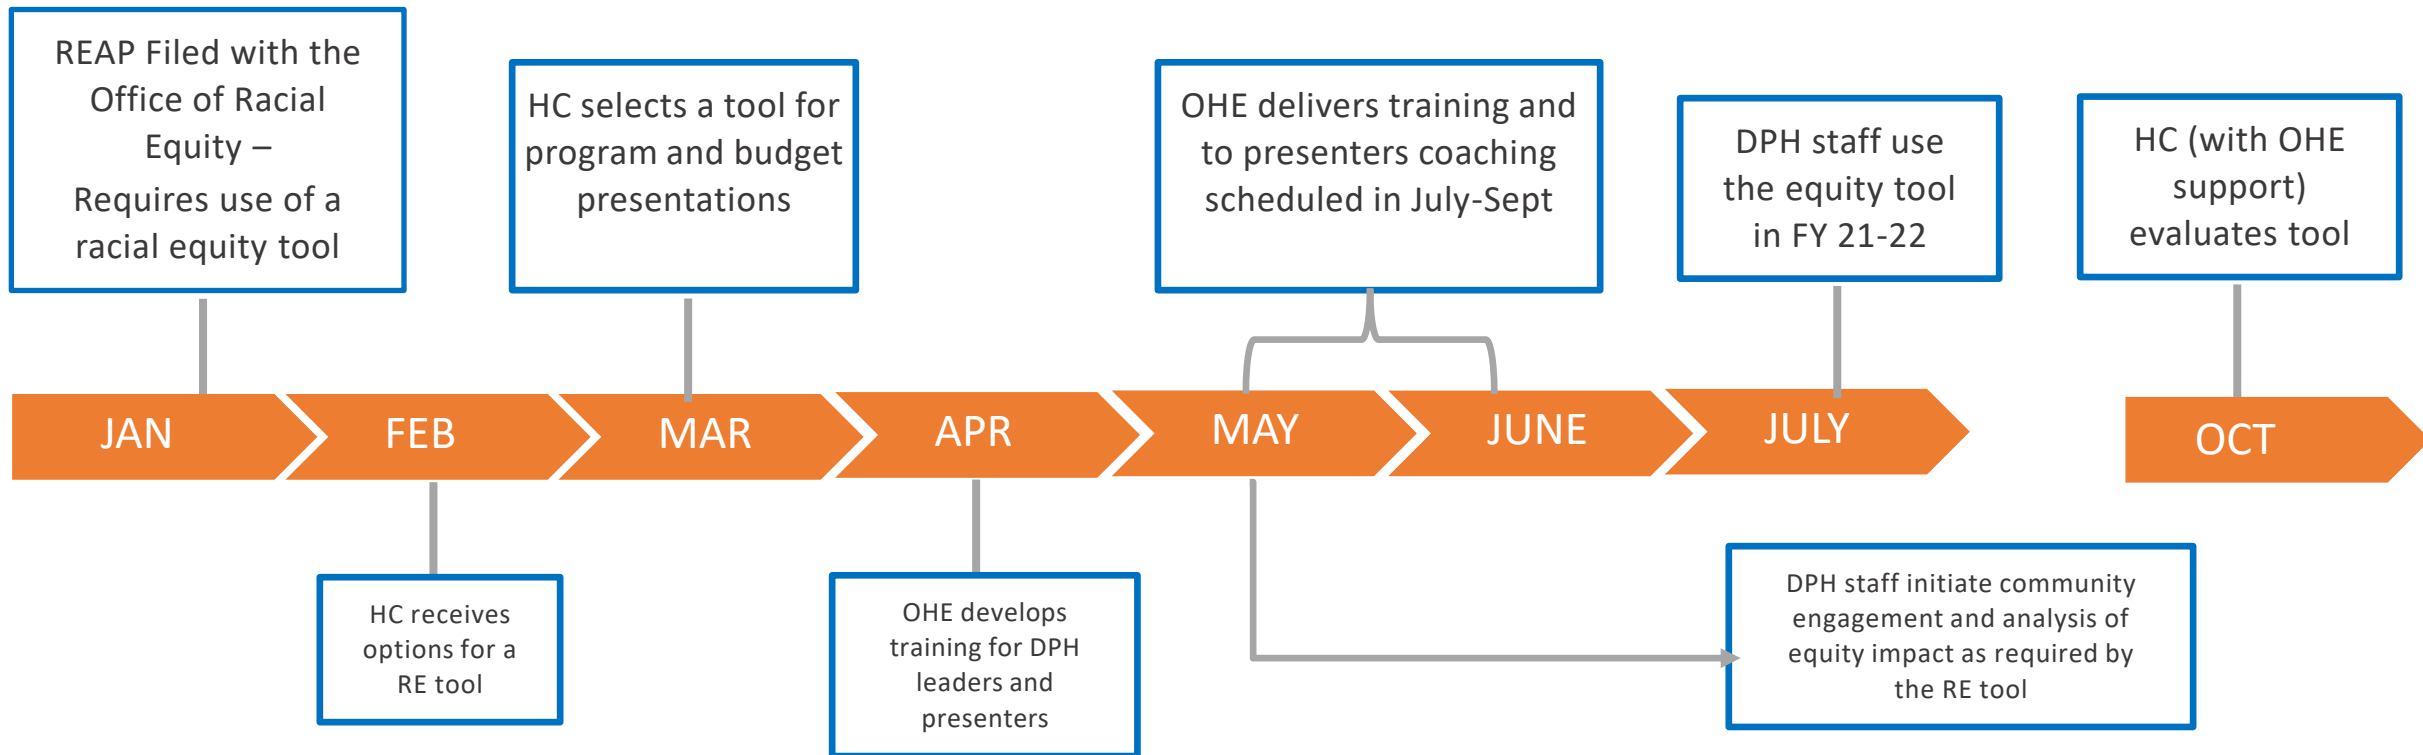 REAP Filed with the
Office of Racial
Equity –
Requires use of a
racial equity tool
HC selects a tool for
program and budget
presentations
OHE delivers training and
to presenters coaching
scheduled in July-Sept
DPH staff use
the equity tool
in FY 21-22
HC (with OHE
support)
evaluates tool
JAN
FEB
MAR
APR
MAY
JUNE
JULY
OCT
HC receives
options for a
RE tool
OHE develops
training for DPH
leaders and
presenters
DPH staff initiate community
engagement and analysis of
equity impact as required by
the RE tool